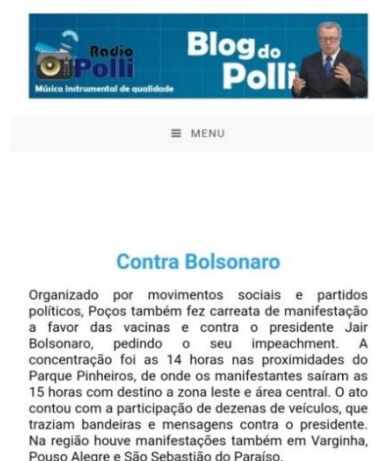 Radio
Polli
Música instrumental de qualidade
Blog do
Polli
≡ MENU
Contra Bolsonaro
Organizado por movimentos sociais e partidos
políticos, Poços também fez carreata de manifestação
a favor das vacinas e contra o presidente Jair
Bolsonaro, pedindo o seu impeachment. A
concentração foi as 14 horas nas proximidades do
Parque Pinheiros, de onde os manifestantes saíram as
15 horas com destino a zona leste e área central. O ato
contou com a participação de dezenas de veículos, que
traziam bandeiras e mensagens contra o presidente.
Na região houve manifestações também em Varginha,
Pouso Alegre e São Sebastião do Paraíso.